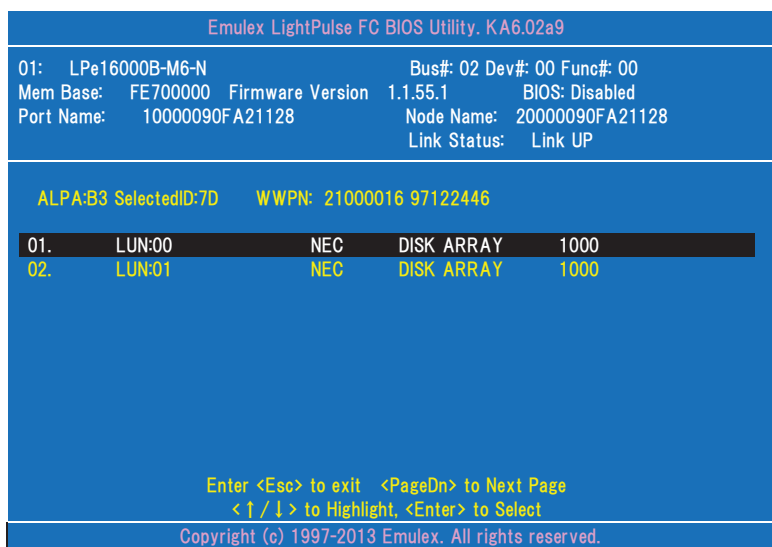 Emulex LightPulse FC BIOS Utility. KA6.02a9
01: LPe16000B-M6-N Bus#: 02 Dev#: 00 Func#: 00
Mem Base: FE700000 Firmware Version 1.1.55.1 BIOS: Disabled
Port Name: 10000090FA21128 Node Name: 20000090FA21128
Link Status: Link UP
ALPA:B3 SelectedID:7D WWPN: 21000016 97122446
01. LUN:00 NEC DISK ARRAY 1000
02. LUN:01 NEC DISK ARRAY 1000
Enter <Esc> to exit <PageDn> to Next Page
<↑/↓> to Highlight, <Enter> to Select
Copyright (c) 1997-2013 Emulex. All rights reserved.